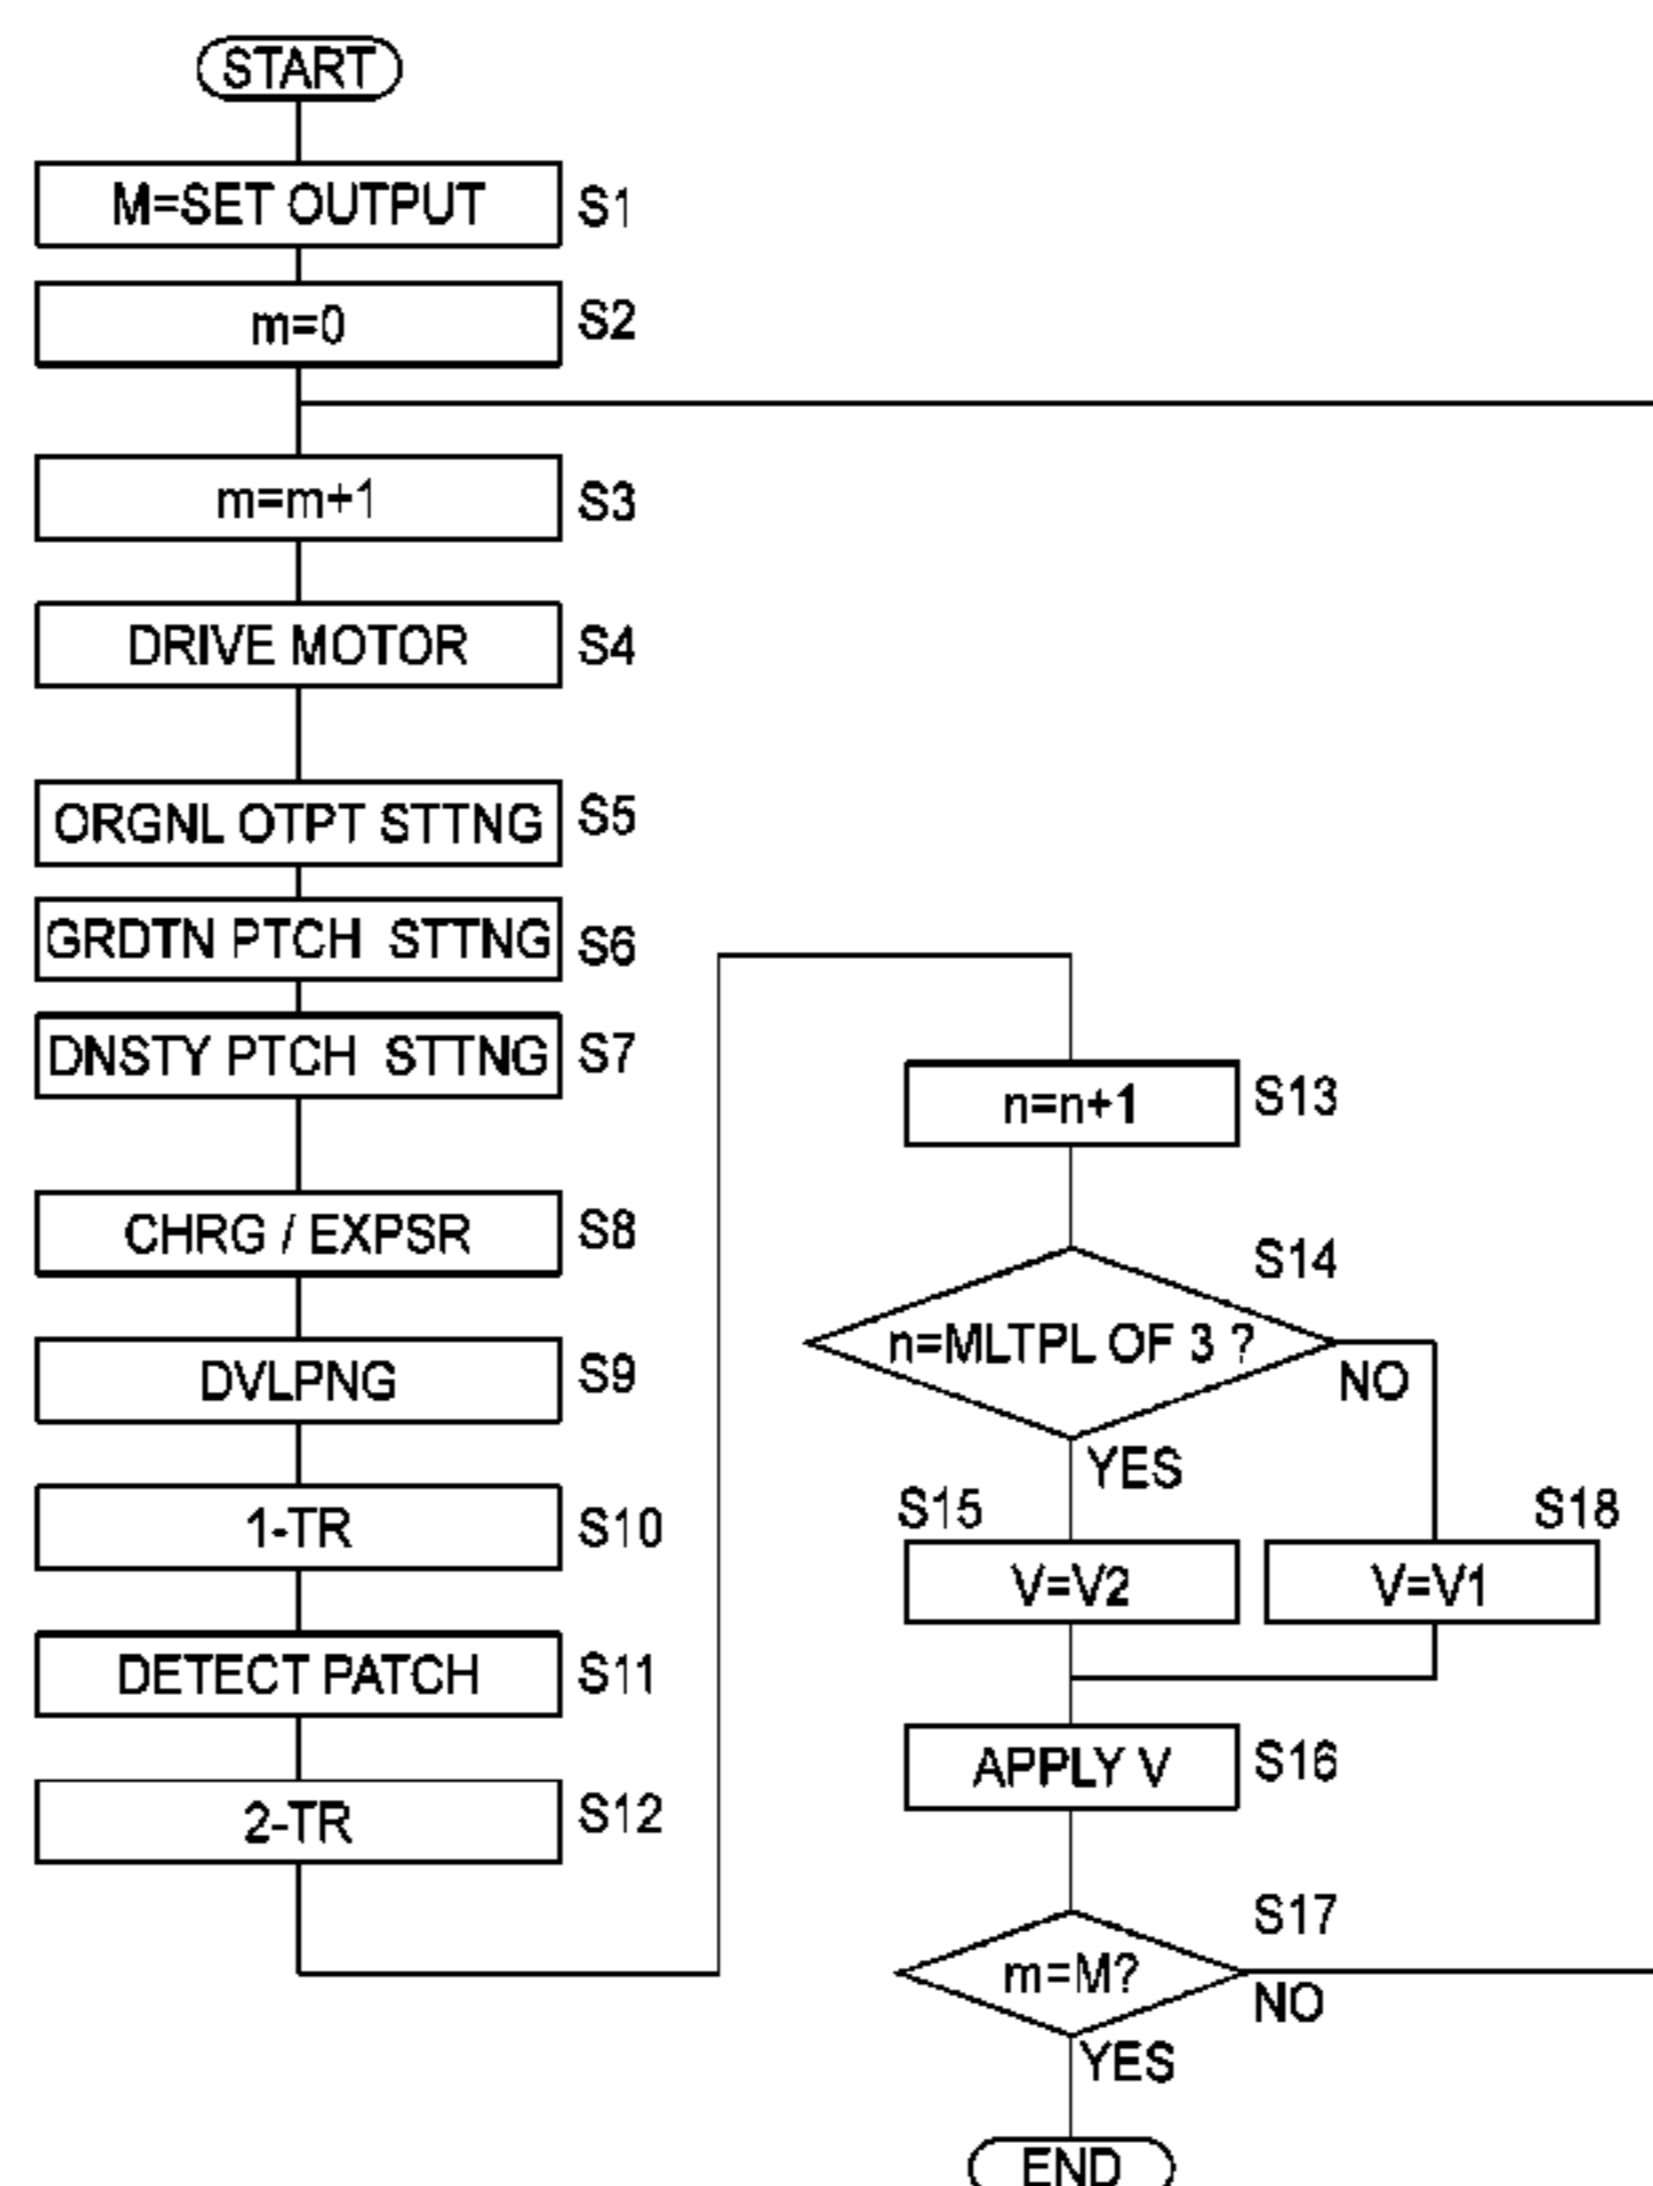 START
M=SET OUTPUT S1
m=0 S2
m=m+1 S3
DRIVE MOTOR S4
ORGNL OTPT STTNG S5
GRDTN PTCH STTNG S6
DNSTY PTCH STTNG S7
CHRG / EXPSR S8
DVLPNG S9
1-TR S10
DETECT PATCH S11
2-TR S12
n=n+1 S13
S14
n=MLTPL OF 3 ?
NO
YES
S15
V=V2
S18
V=V1
APPLY V S16
S17
m=M?
NO
YES
END